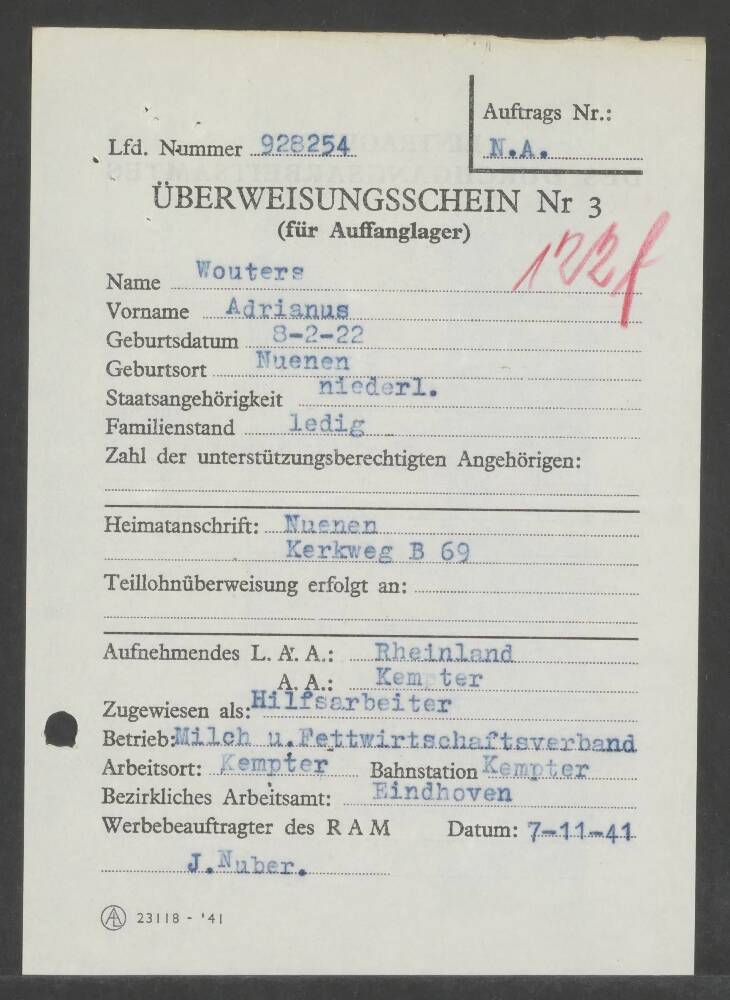 Auftrags Nr.:
Lfd. Nummer 928254 N.A.
ÜBERWEISUNGSSCHEIN Nr 3
(für Auffanglager)
122f
Name Wouters
Vorname Adrianus
Geburtsdatum 8-2-22
Geburtsort Nuenen
Staatsangehörigkeit niederl.
Familienstand ledig
Zahl der unterstützungsberechtigten Angehörigen:
Heimatanschrift: Nuenen
Kerkweg B 69
Teillohnüberweisung erfolgt an:
Aufnehmendes L. A. A.: Rheinland
A. A.: Kempter
Zugewiesen als: Hilfsarbeiter
Betrieb: Milch u. Fettwirtschaftsverband
Arbeitsort: Kempter Bahnstation Kempter
Bezirkliches Arbeitsamt: Eindhoven
Werbebeauftragter des R A M Datum: 7-11-41
J. Nuber.
AL 23118 - '41